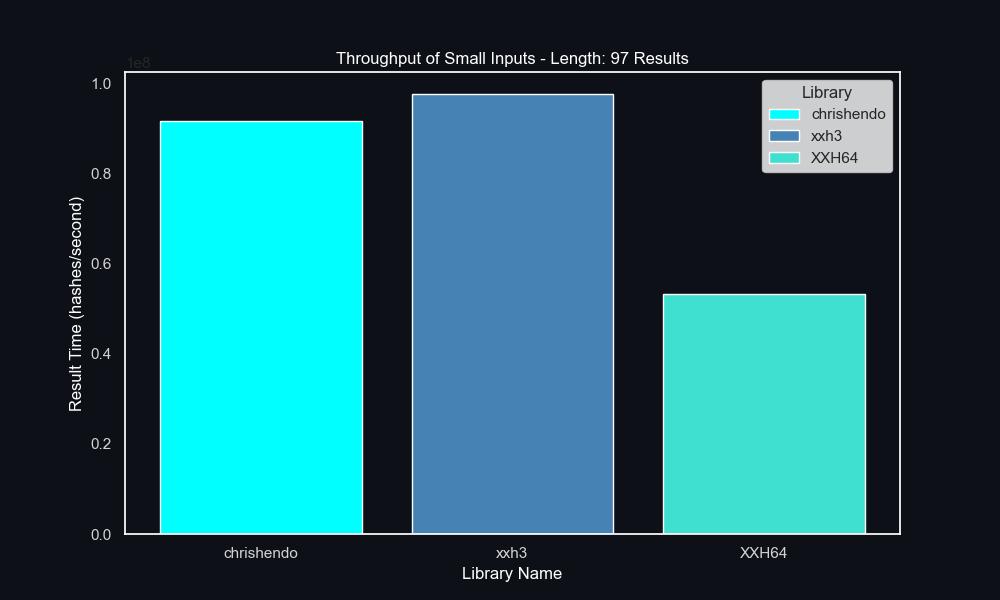 Throughput of Small Inputs - Length: 97 Results
1e8
1.0
0.8
0.6
0.4
0.2
0.0
Result Time (hashes/second)
Library
chrishendo
xxh3
XXH64
chrishendo
xxh3
XXH64
Library Name